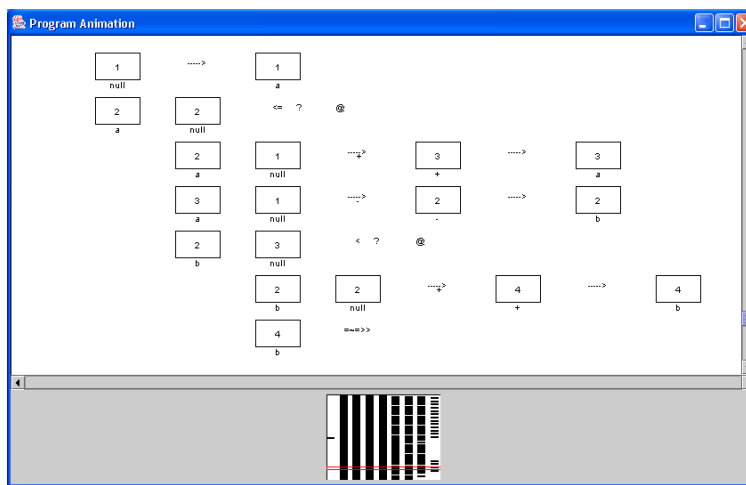 Program Animation
1 -----> 1
null a
2 2 <= ? @
a null
2 1 -----> 3 -----> 3
+
a null + a
3 1 -----> 2 -----> 2
-
a null - b
2 3 < ? @
b null
2 2 -----> 4 -----> 4
+
b null + b
4 =~=>>
b